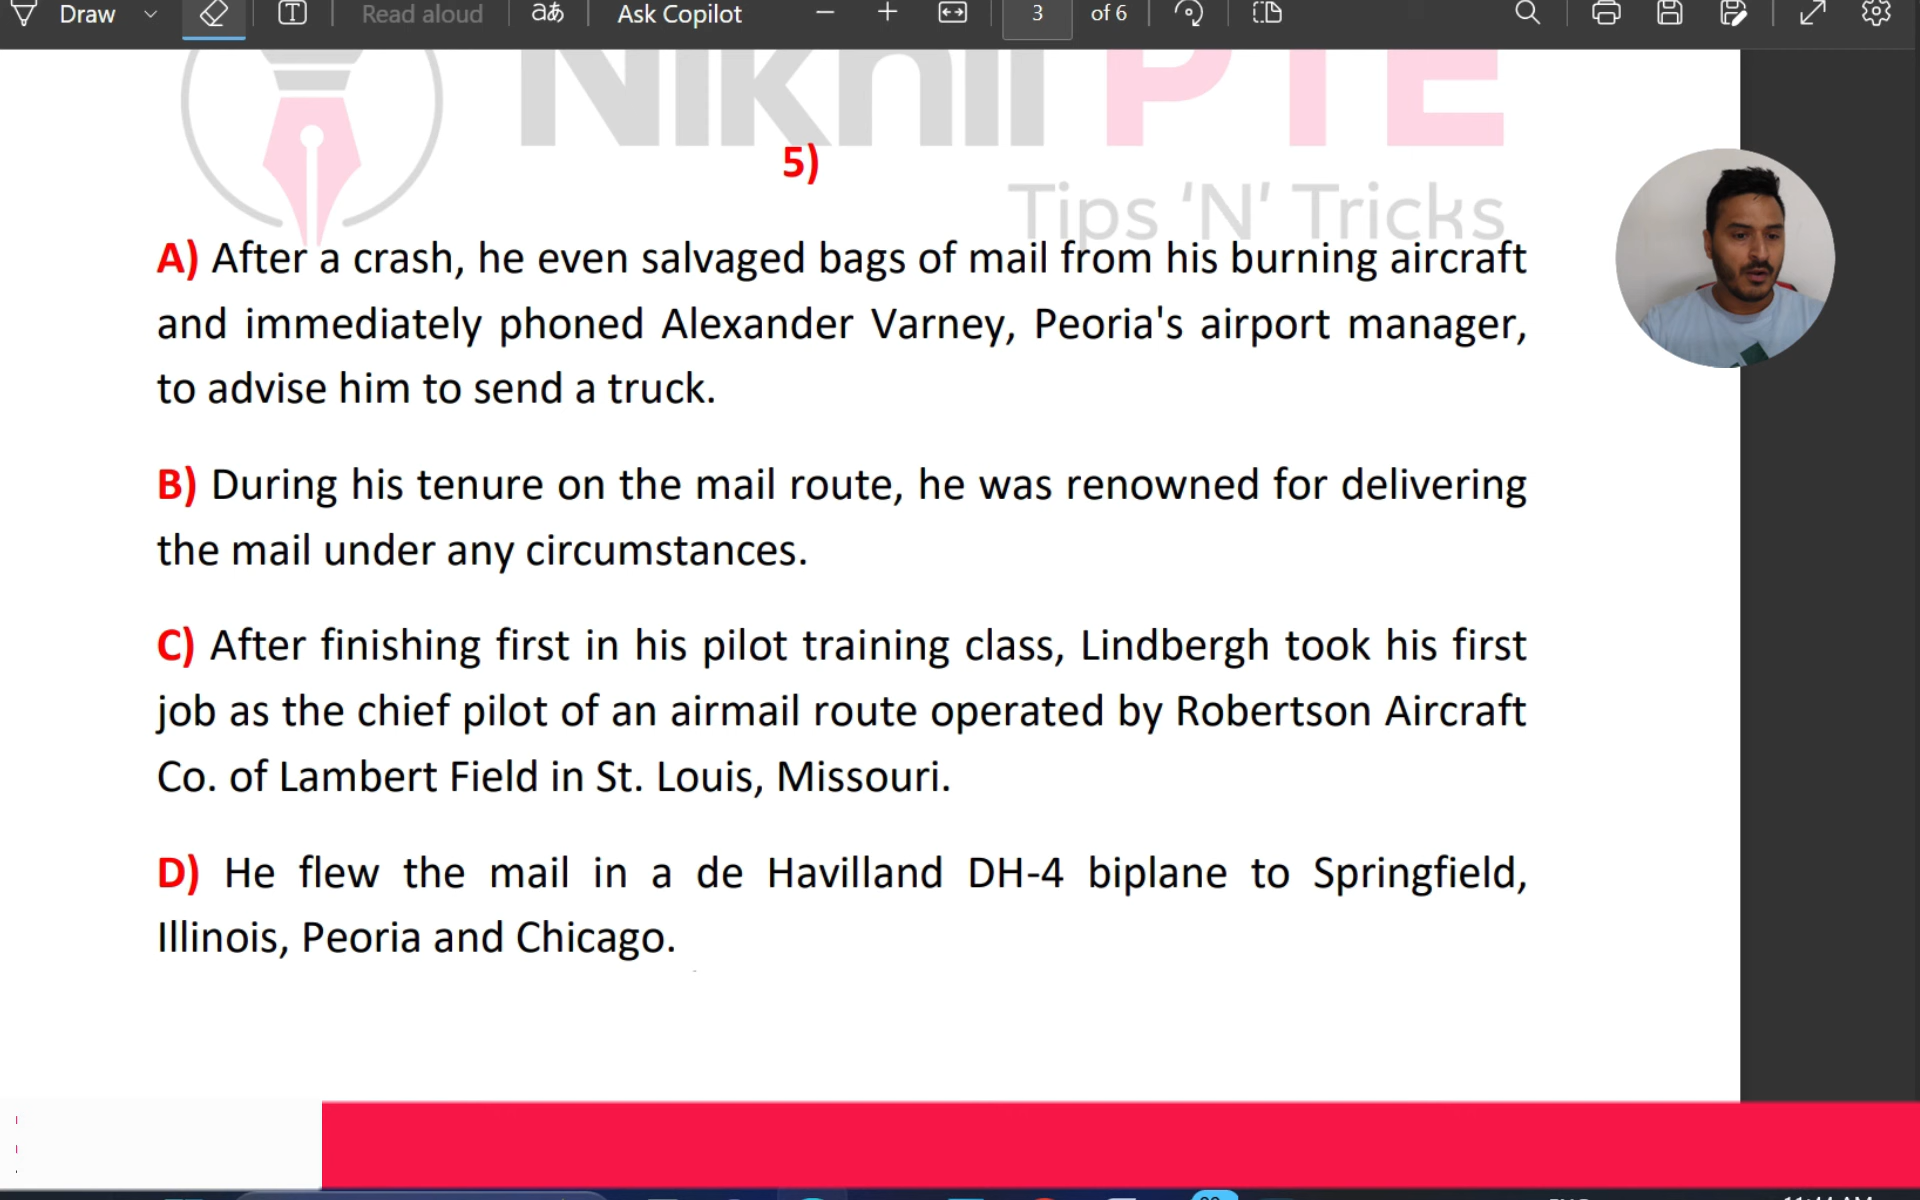 Draw
Read aloud
aあ
Ask Copilot
3
of 6
Nikhil PTE
Tips 'N' Tricks
5)
A) After a crash, he even salvaged bags of mail from his burning aircraft
and immediately phoned Alexander Varney, Peoria's airport manager,
to advise him to send a truck.
B) During his tenure on the mail route, he was renowned for delivering
the mail under any circumstances.
C) After finishing first in his pilot training class, Lindbergh took his first
job as the chief pilot of an airmail route operated by Robertson Aircraft
Co. of Lambert Field in St. Louis, Missouri.
D) He flew the mail in a de Havilland DH-4 biplane to Springfield,
Illinois, Peoria and Chicago.